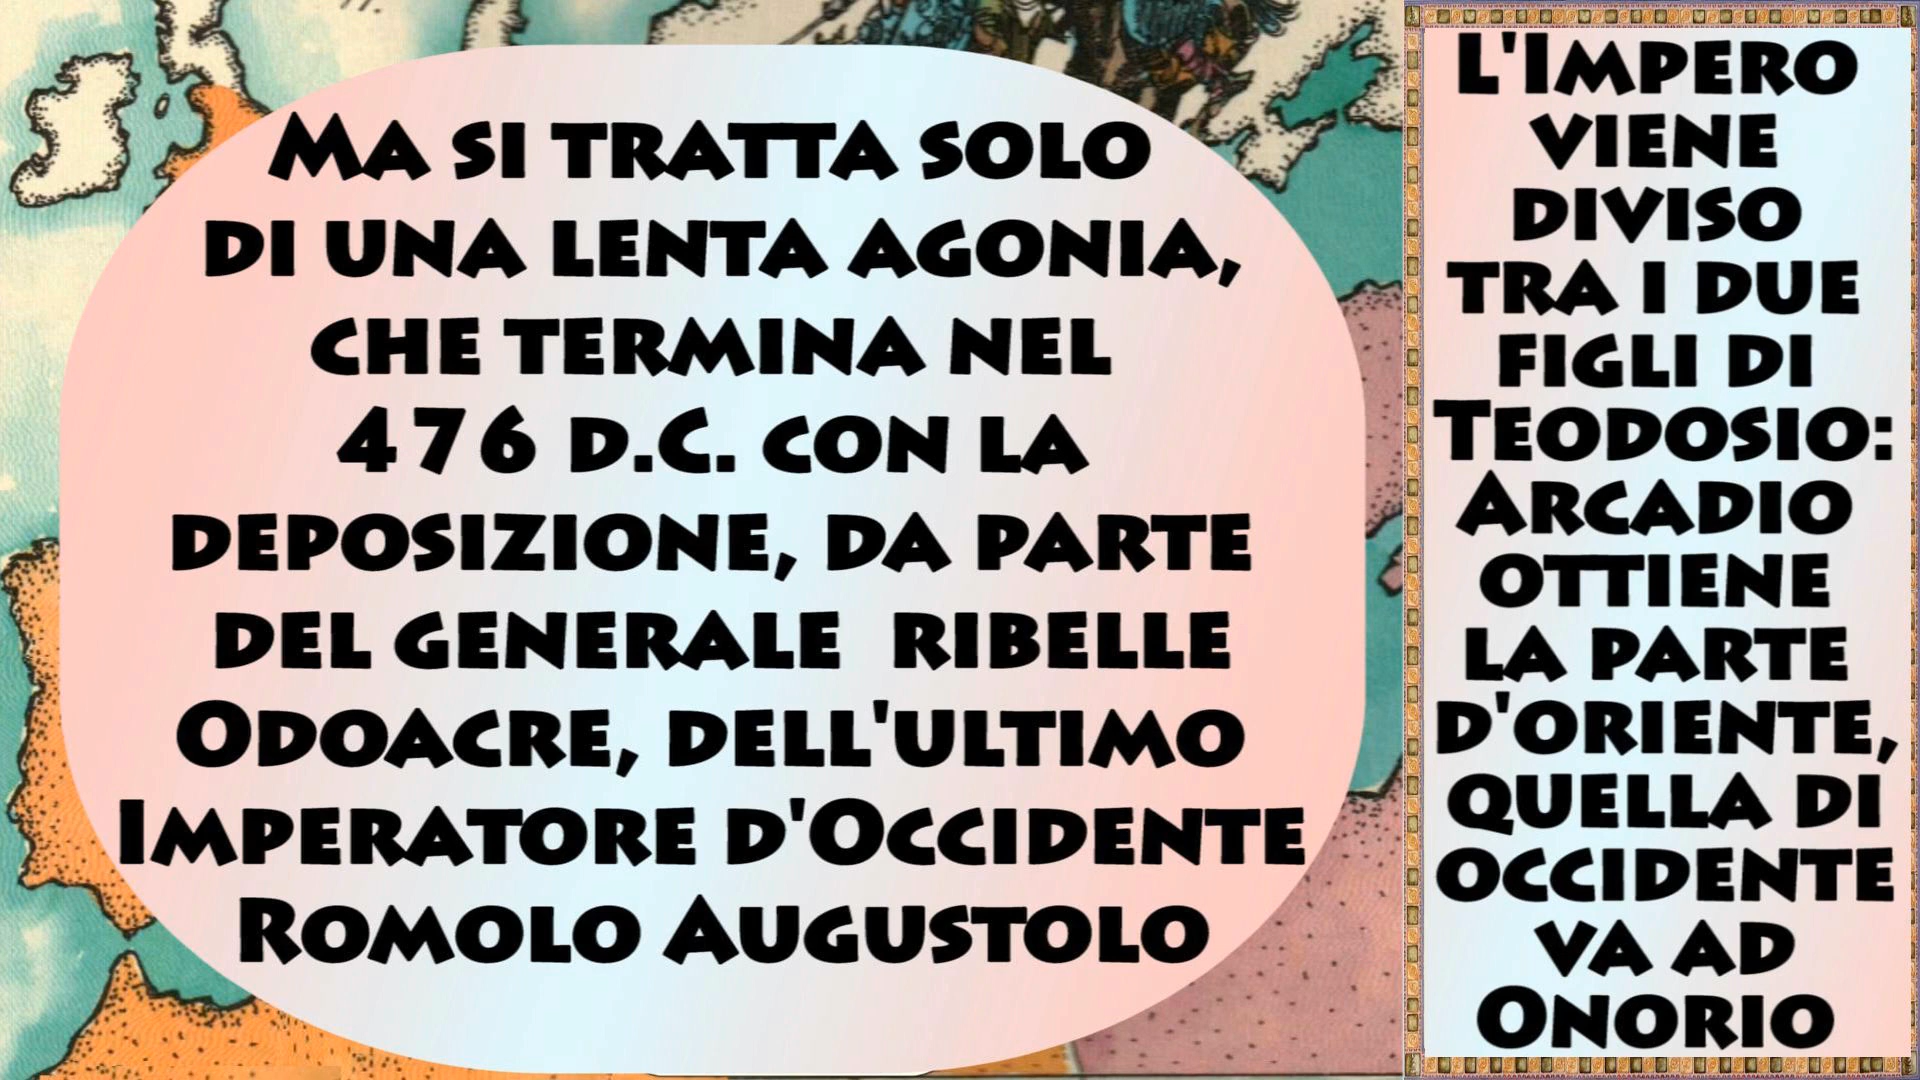 Ma si tratta solo
di una lenta agonia,
che termina nel
476 d.C. con la
deposizione, da parte
del generale ribelle
Odoacre, dell'ultimo
Imperatore d'Occidente
Romolo Augustolo
L'Impero
viene
diviso
tra i due
figli di
Teodosio:
Arcadio
ottiene
la parte
d'oriente,
quella di
occidente
va ad
Onorio